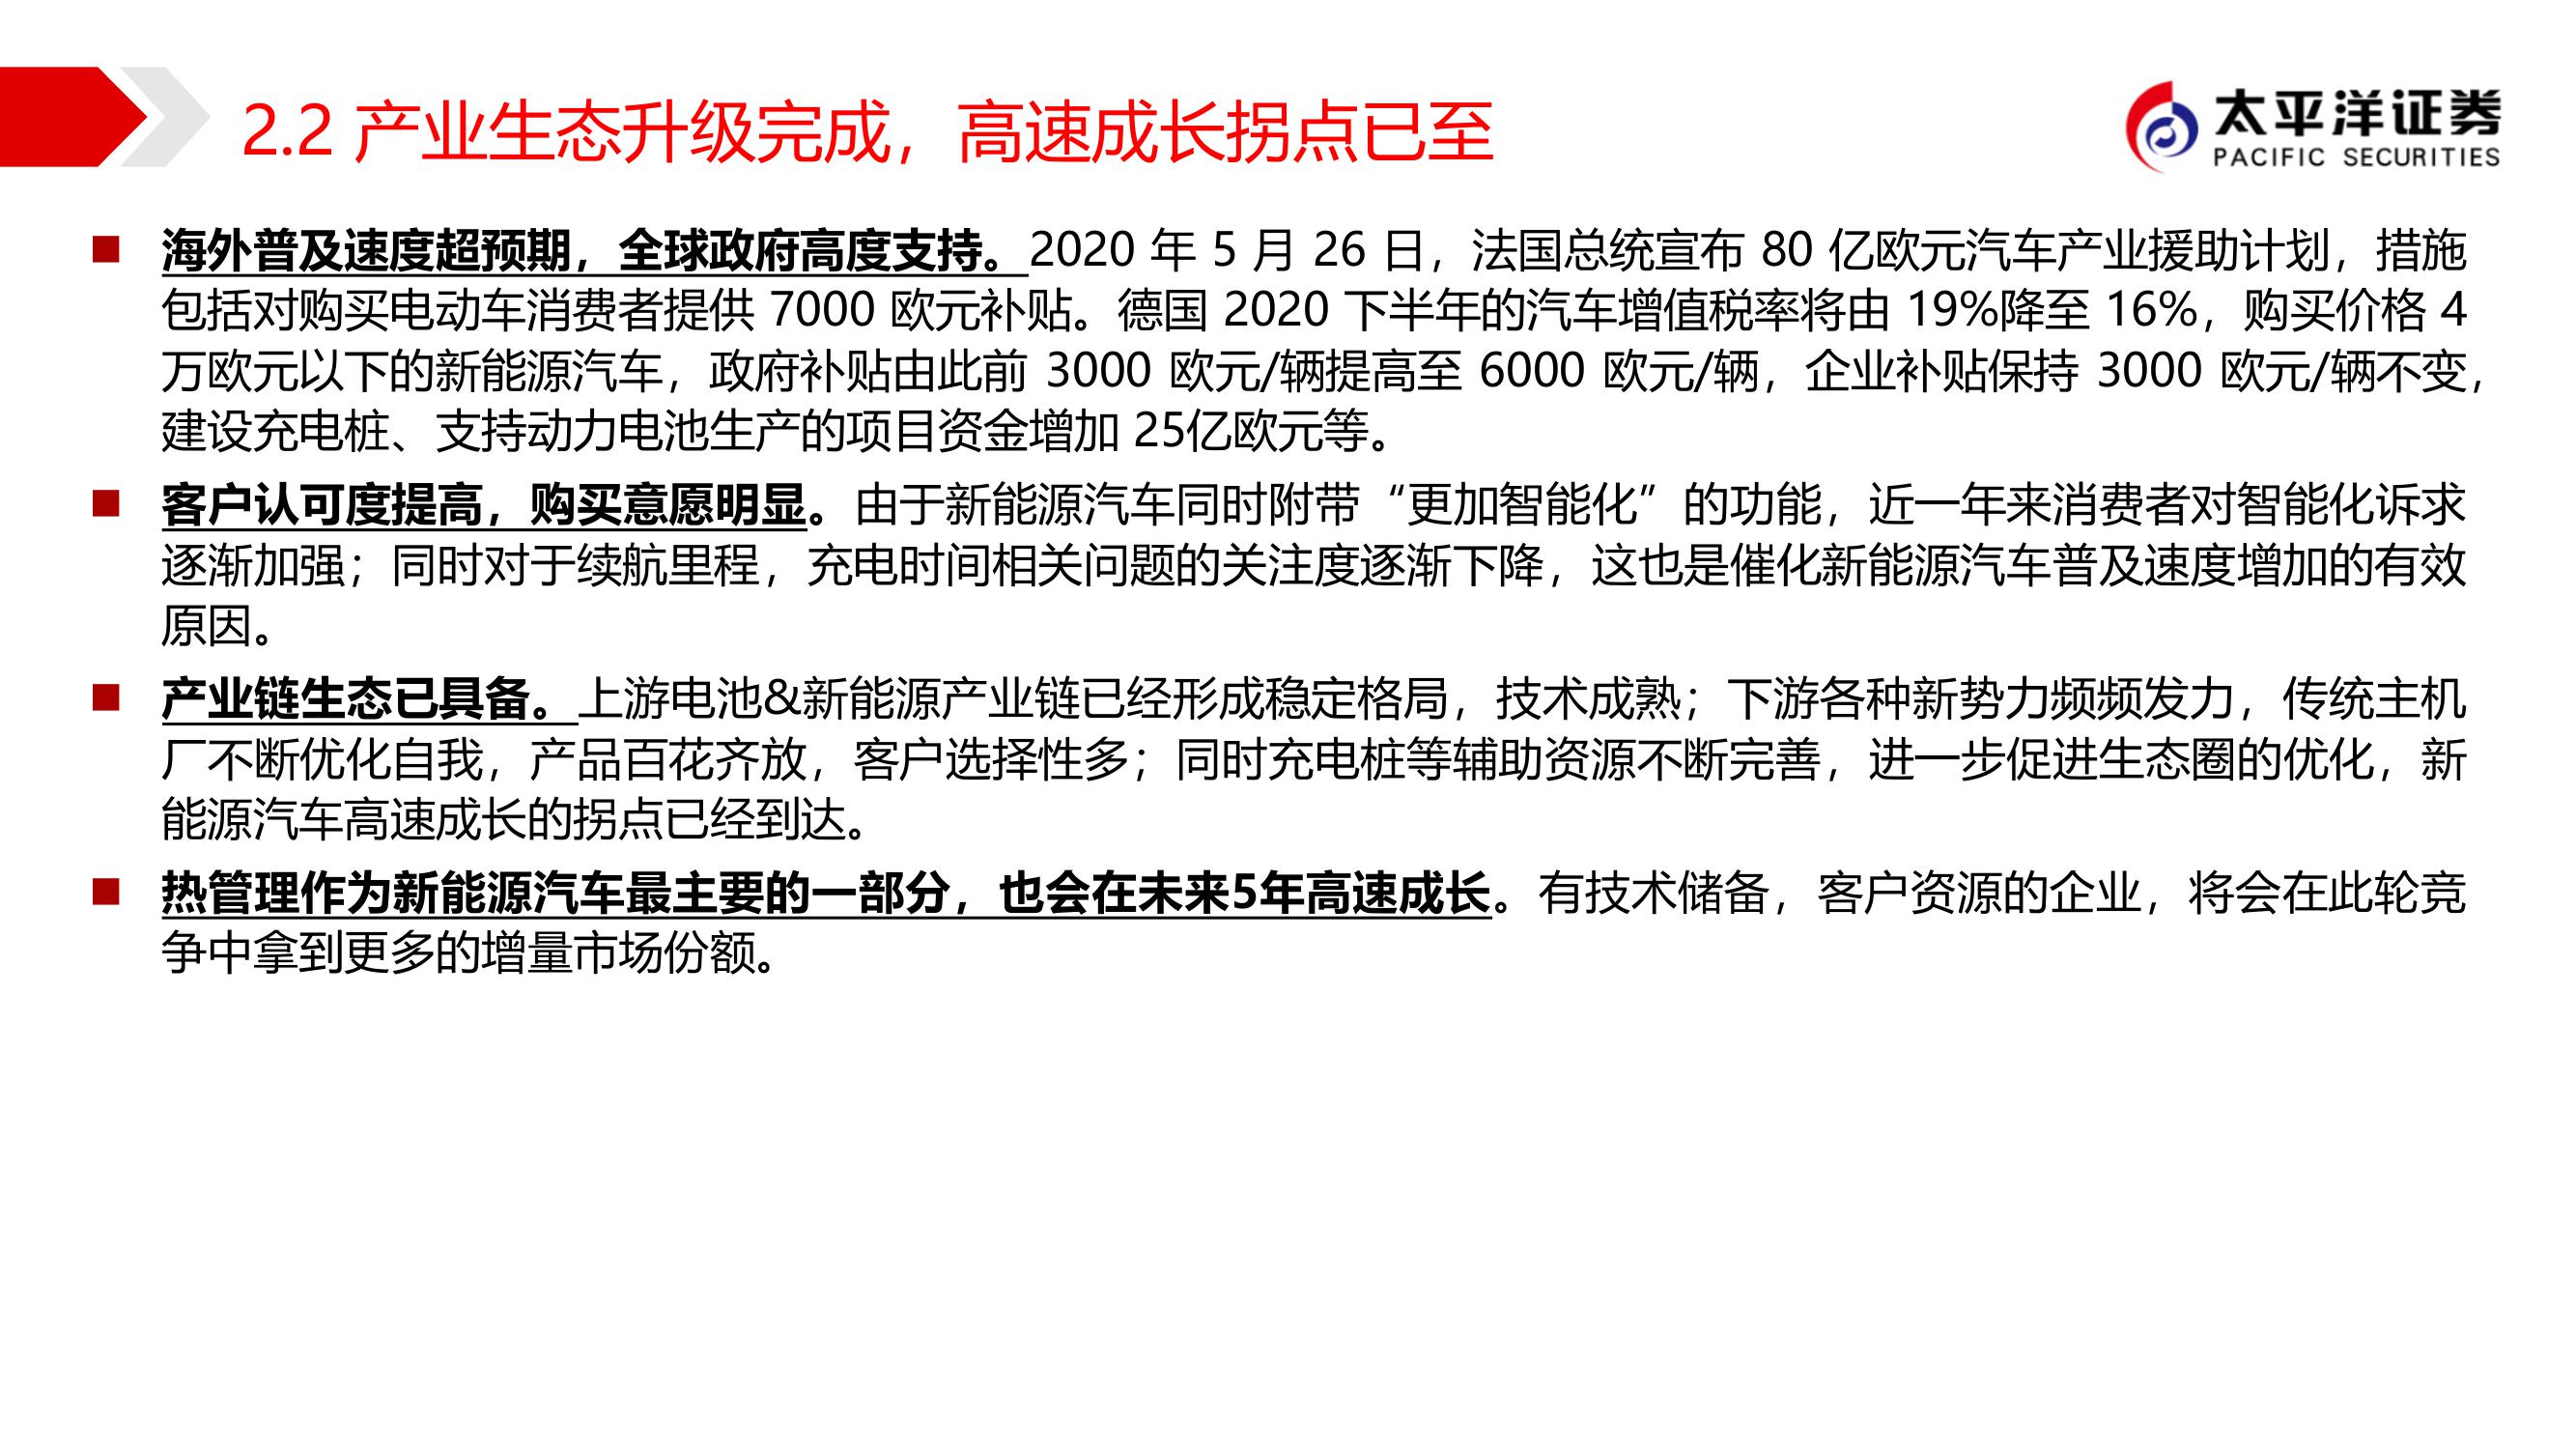 2.2 产业生态升级完成，高速成长拐点已至
太平洋证券
PACIFIC SECURITIES
海外普及速度超预期，全球政府高度支持。2020 年 5 月 26 日，法国总统宣布 80 亿欧元汽车产业援助计划，措施
包括对购买电动车消费者提供 7000 欧元补贴。德国 2020 下半年的汽车增值税率将由 19%降至 16%，购买价格 4
万欧元以下的新能源汽车，政府补贴由此前 3000 欧元/辆提高至 6000 欧元/辆，企业补贴保持 3000 欧元/辆不变，
建设充电桩、支持动力电池生产的项目资金增加 25亿欧元等。
客户认可度提高，购买意愿明显。由于新能源汽车同时附带“更加智能化”的功能，近一年来消费者对智能化诉求
逐渐加强；同时对于续航里程，充电时间相关问题的关注度逐渐下降，这也是催化新能源汽车普及速度增加的有效
原因。
产业链生态已具备。上游电池&新能源产业链已经形成稳定格局，技术成熟；下游各种新势力频频发力，传统主机
厂不断优化自我，产品百花齐放，客户选择性多；同时充电桩等辅助资源不断完善，进一步促进生态圈的优化，新
能源汽车高速成长的拐点已经到达。
热管理作为新能源汽车最主要的一部分，也会在未来5年高速成长。有技术储备，客户资源的企业，将会在此轮竞
争中拿到更多的增量市场份额。